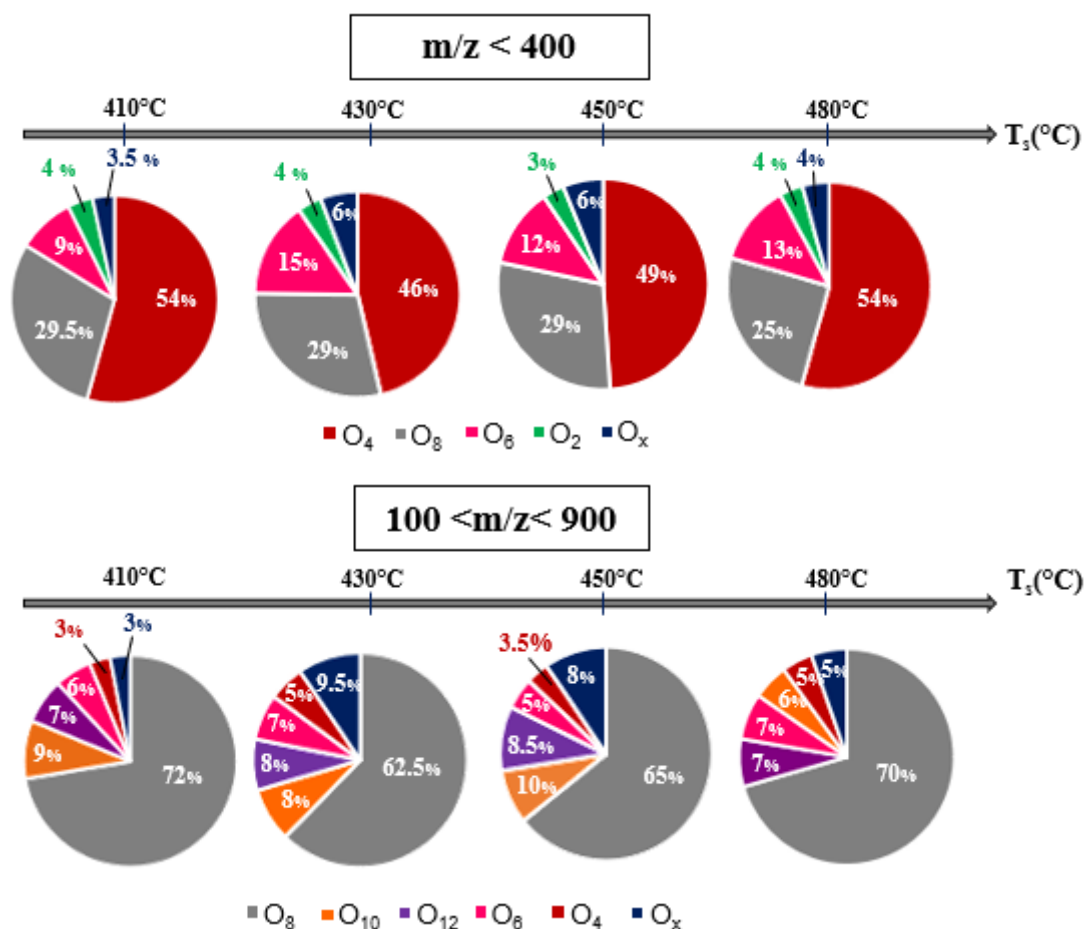 m/z < 400
410°C 430°C 450°C 480°C Tₛ(°C)
4 % 3.5 % 9% 29.5% 54%
4 % 6% 15% 29% 46%
3% 6% 12% 29% 49%
4 % 4% 13% 25% 54%
O₄ O₈ O₆ O₂ Oₓ
100 <m/z< 900
410°C 430°C 450°C 480°C Tₛ(°C)
3% 3% 6% 7% 9% 72%
5% 9.5% 7% 8% 8% 62.5%
3.5% 8% 5% 8.5% 10% 65%
5% 5% 6% 7% 7% 70%
O₈ O₁₀ O₁₂ O₆ O₄ Oₓ